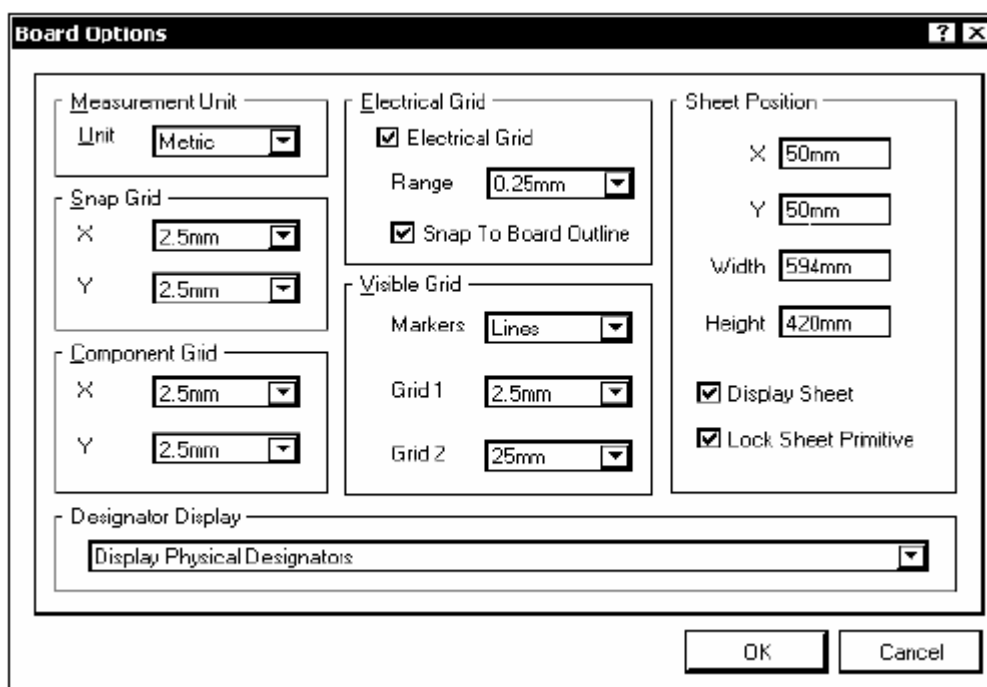 Board Options
? X
Measurement Unit
Unit Metric
Snap Grid
X 2.5mm
Y 2.5mm
Component Grid
X 2.5mm
Y 2.5mm
Electrical Grid
Electrical Grid
Range 0.25mm
Snap To Board Outline
Visible Grid
Markers Lines
Grid 1 2.5mm
Grid 2 25mm
Sheet Position
X 50mm
Y 50mm
Width 594mm
Height 420mm
Display Sheet
Lock Sheet Primitive
Designator Display
Display Physical Designators
OK Cancel